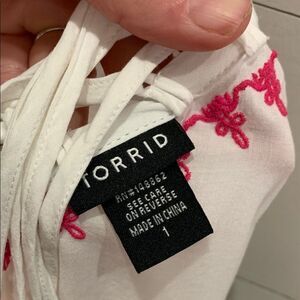 TORRID
RN#148862
SEE CARE
ON REVERSE
MADE IN CHINA
1